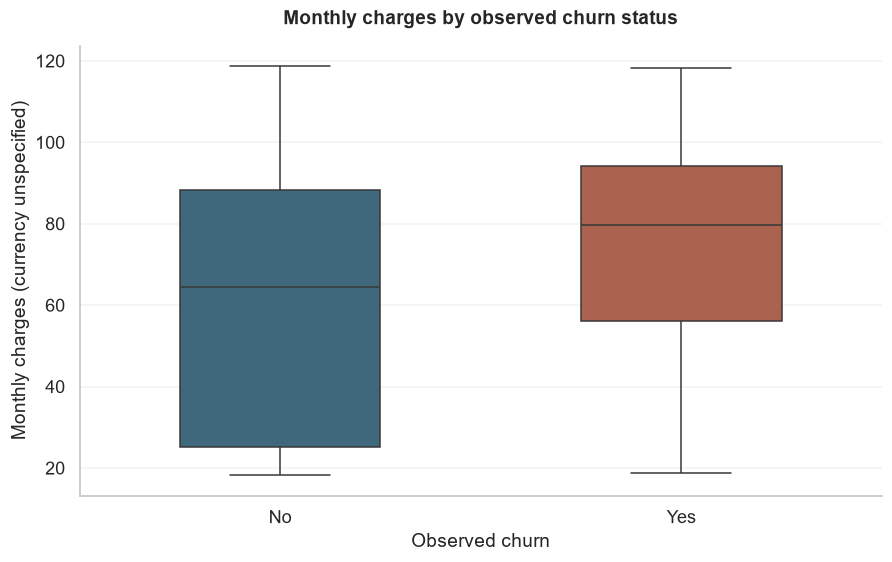 Monthly charges by observed churn status
Monthly charges (currency unspecified)
120
100
80
60
40
20
No
Yes
Observed churn